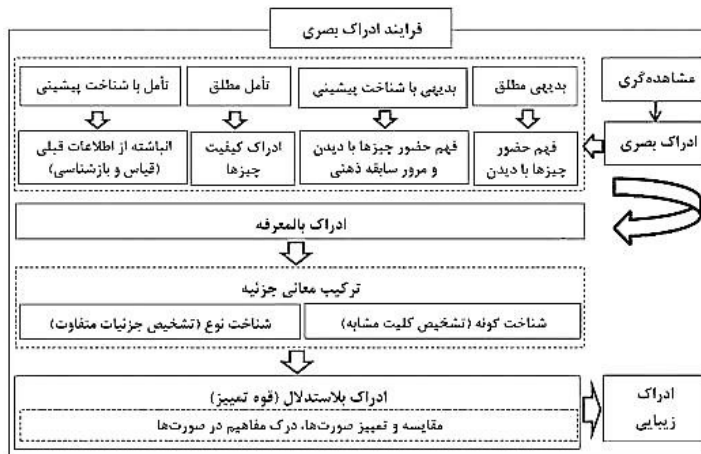 فرایند ادراک بصری
مشاهده‌گری
ادراک بصری
بدیهی مطلق
بدیهی با شناخت پیشینی
تأمل مطلق
تأمل با شناخت پیشینی
فهم حضور
چیزها با دیدن
فهم حضور چیزها با دیدن
و مرور سابقه ذهنی
ادراک کیفیت
چیزها
انباشته از اطلاعات قبلی
(قیاس و بازشناسی)
ادراک بالمعرفه
ترکیب معانی جزئیه
شناخت گونه (تشخیص کلیت مشابه)
شناخت نوع (تشخیص جزئیات متفاوت)
ادراک بلاستدلال (قوه تمییز)
مقایسه و تمییز صورت‌ها، درک مفاهیم در صورت‌ها
ادراک
زیبایی